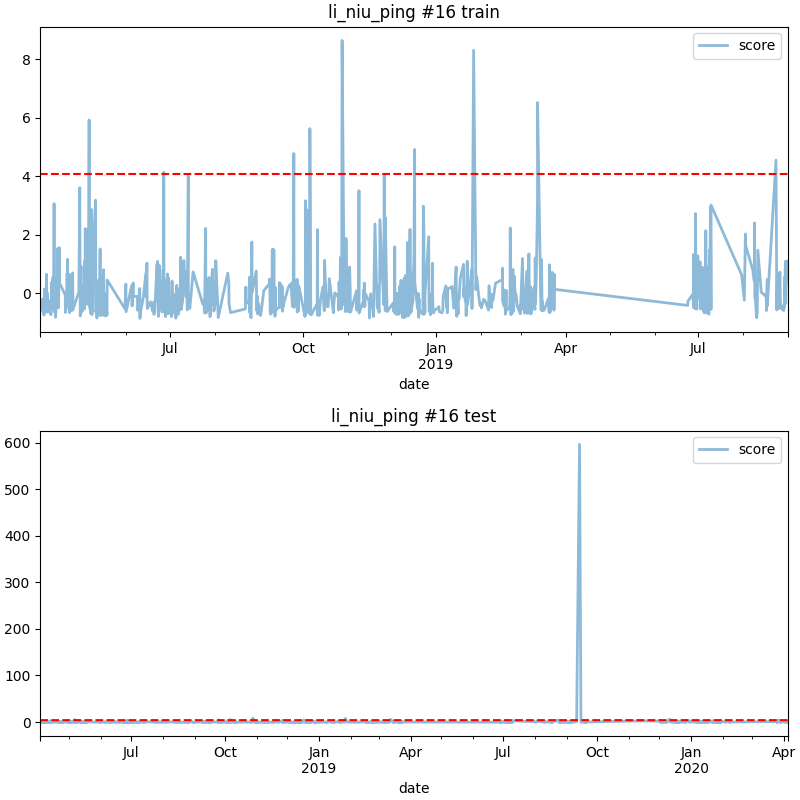 li_niu_ping #16 train
score
8
6
4
2
0
Jul Oct Jan Apr Jul
2019
date
li_niu_ping #16 test
score
600
500
400
300
200
100
0
Jul Oct Jan Apr Jul Oct Jan Apr
2019 2020
date